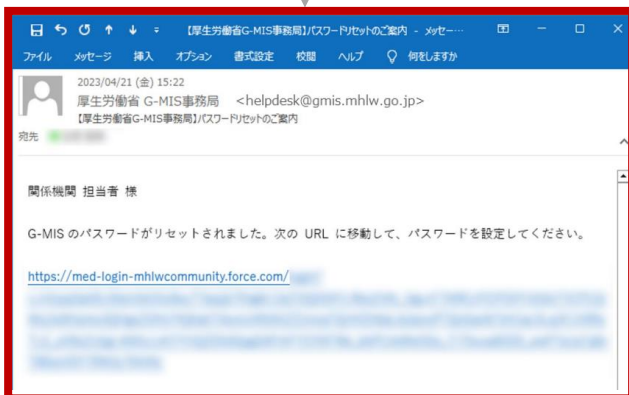 【厚生労働省G-MIS事務局】パスワードリセットのご案内 - メッセー…
ファイル メッセージ 挿入 オプション 書式設定 校閲 ヘルプ 何をしますか
2023/04/21 (金) 15:22
厚生労働省 G-MIS事務局 <helpdesk@gmis.mhlw.go.jp>
【厚生労働省G-MIS事務局】パスワードリセットのご案内
宛先
関係機関 担当者 様
G-MIS のパスワードがリセットされました。次の URL に移動して、パスワードを設定してください。
https://med-login-mhlwcommunity.force.com/